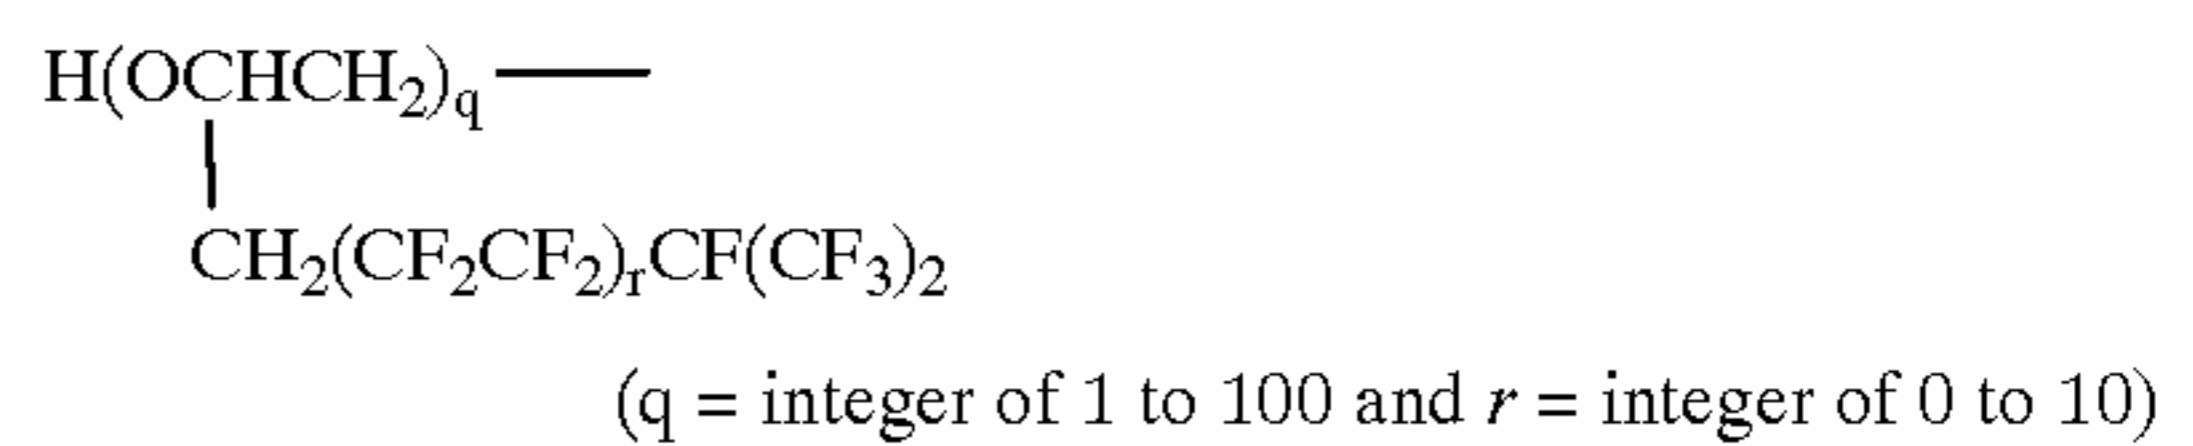 H(OCHCH₂)q
CH₂(CF₂CF₂)rCF(CF₃)₂
(q = integer of 1 to 100 and r = integer of 0 to 10)